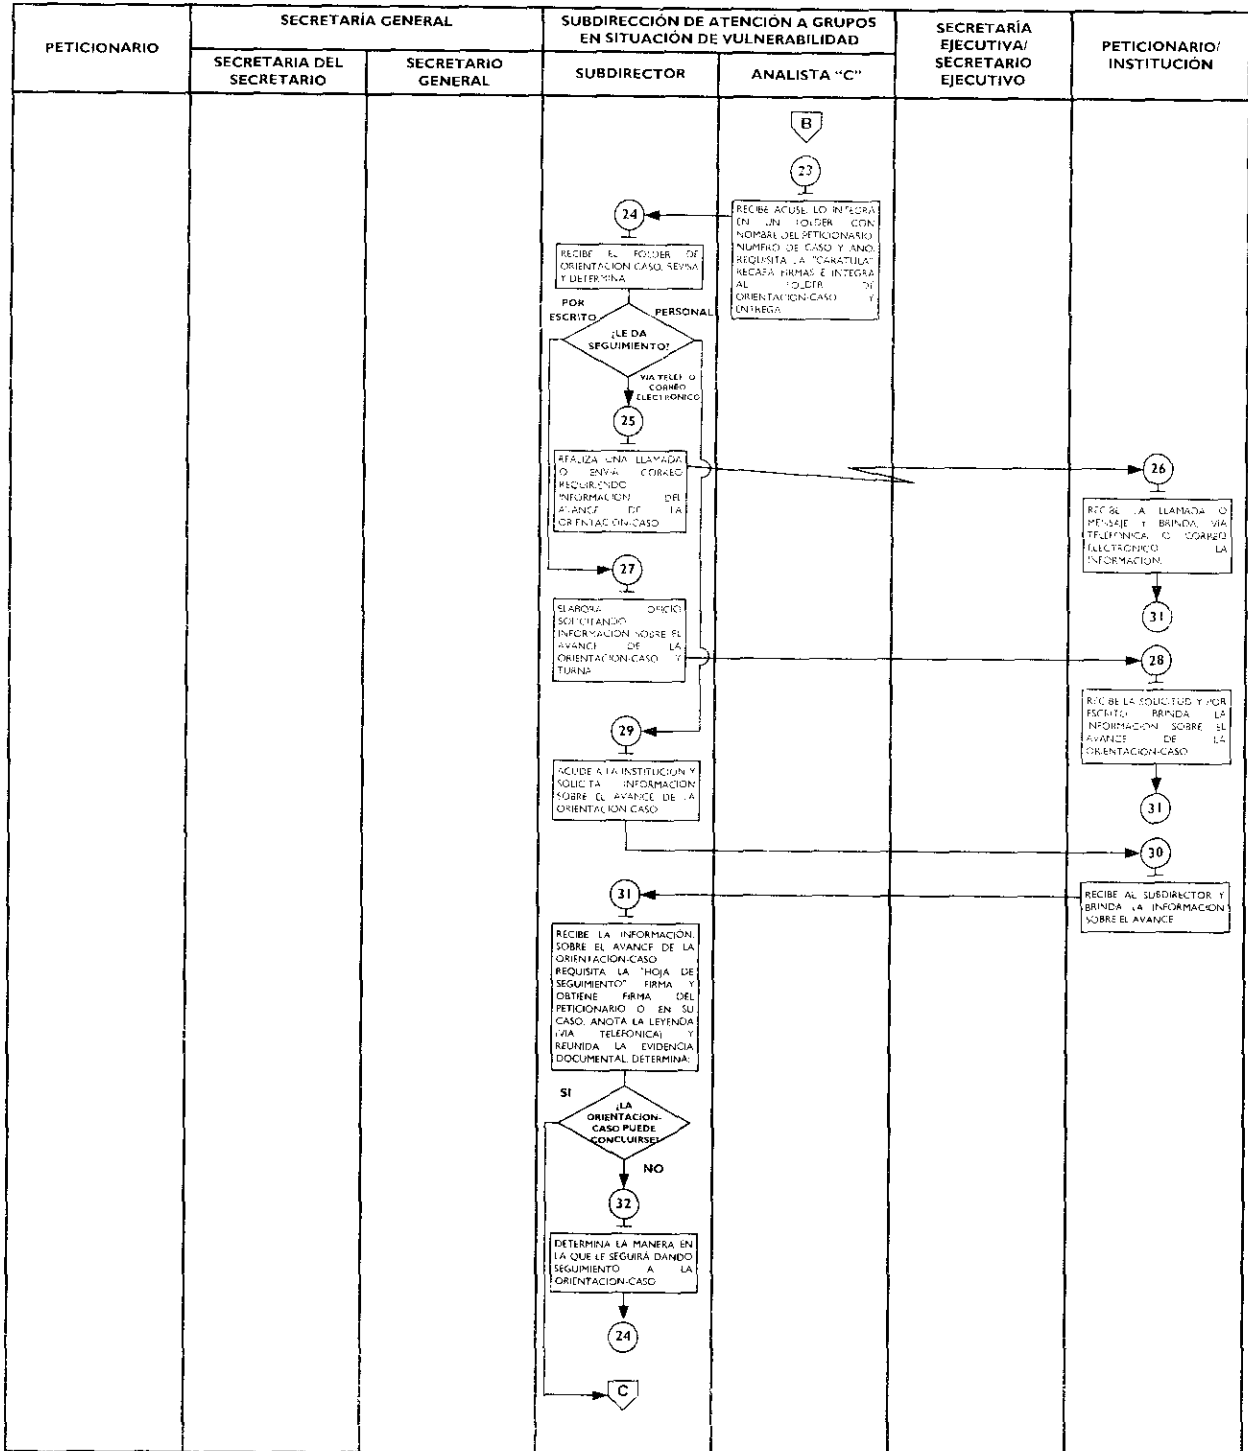 PETICIONARIO
SECRETARÍA GENERAL
SECRETARIA DEL
SECRETARIO
SECRETARIO
GENERAL
SUBDIRECCIÓN DE ATENCIÓN A GRUPOS
EN SITUACIÓN DE VULNERABILIDAD
SUBDIRECTOR
ANALISTA "C"
SECRETARÍA
EJECUTIVA/
SECRETARIO
EJECUTIVO
PETICIONARIO/
INSTITUCIÓN
B
23
RECIBE ACUSE, LO INTEGRA
EN UN FOLDER CON
NOMBRE DEL PETICIONARIO
NUMERO DE CASO Y AÑO,
REQUISITA LA "CARATULA"
RECABA FIRMAS E INTEGRA
AL FOLDER DE
ORIENTACION-CASO Y
ENTREGA
24
RECIBE EL FOLDER DE
ORIENTACION CASO, REVISA
Y DETERMINA
POR
ESCRITO
PERSONAL
¿LE DA
SEGUIMIENTO?
VIA TELEF O
CORREO
ELECTRONICO
25
REALIZA UNA LLAMADA
O ENVIA CORREO
REQUIRIENDO
INFORMACION DEL
AVANCE DE LA
ORIENTACION-CASO
26
RECIBE LA LLAMADA O
MENSAJE Y BRINDA, VIA
TELEFONICA O CORREO
ELECTRONICO LA
INFORMACION.
31
27
ELABORA OFICIO
SOLICITANDO
INFORMACION SOBRE EL
AVANCE DE LA
ORIENTACION-CASO Y
TURNA
28
RECIBE LA SOLICITUD Y POR
ESCRITO BRINDA LA
INFORMACION SOBRE EL
AVANCE DE LA
ORIENTACION-CASO
31
29
ACUDE A LA INSTITUCION Y
SOLICITA INFORMACION
SOBRE EL AVANCE DE LA
ORIENTACION CASO
30
RECIBE AL SUBDIRECTOR Y
BRINDA LA INFORMACION
SOBRE EL AVANCE
31
RECIBE LA INFORMACIÓN,
SOBRE EL AVANCE DE LA
ORIENTACION-CASO
REQUISITA LA "HOJA DE
SEGUIMIENTO" FIRMA Y
OBTIENE FIRMA DEL
PETICIONARIO O EN SU
CASO, ANOTA LA LEYENDA
(VIA TELEFONICA) Y
REUNIDA LA EVIDENCIA
DOCUMENTAL, DETERMINA:
SI
¿LA
ORIENTACION-
CASO PUEDE
CONCLUIRSE?
NO
32
DETERMINA LA MANERA EN
LA QUE LE SEGUIRÁ DANDO
SEGUIMIENTO A LA
ORIENTACION-CASO
24
C